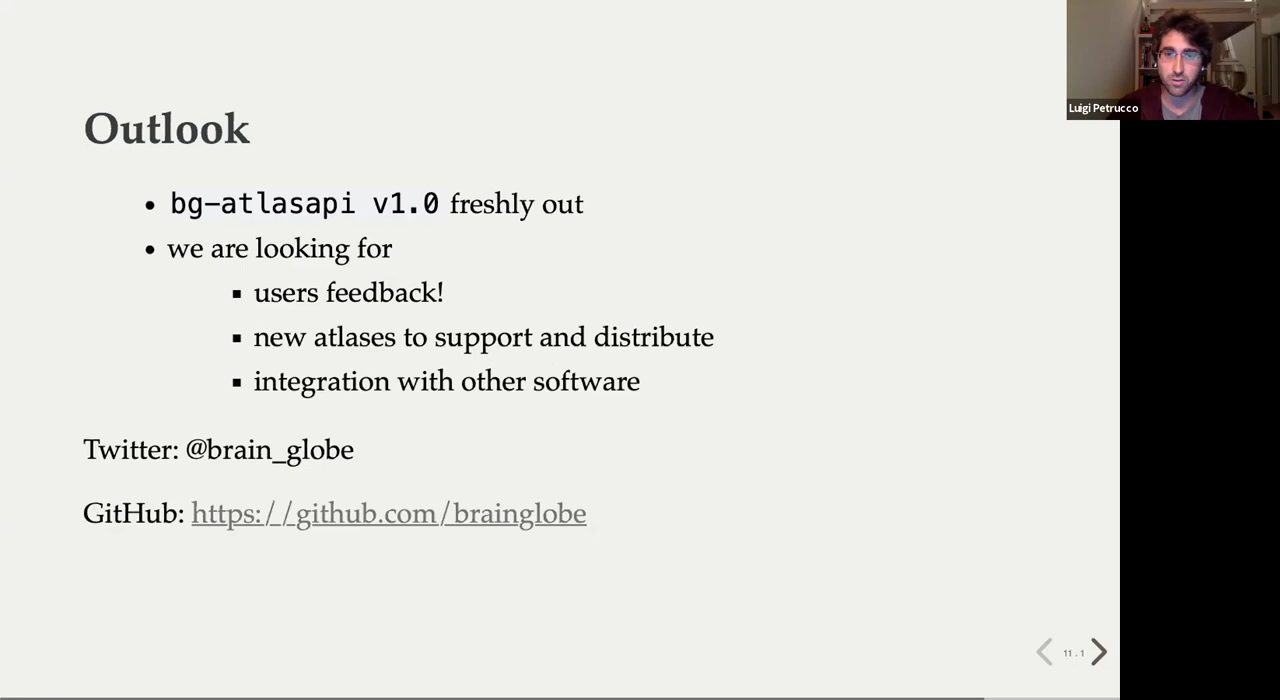 Luigi Petrucco
Outlook
• bg-atlasapi v1.0 freshly out
• we are looking for
▪ users feedback!
▪ new atlases to support and distribute
▪ integration with other software
Twitter: @brain_globe
GitHub: https://github.com/brainglobe
11 . 1